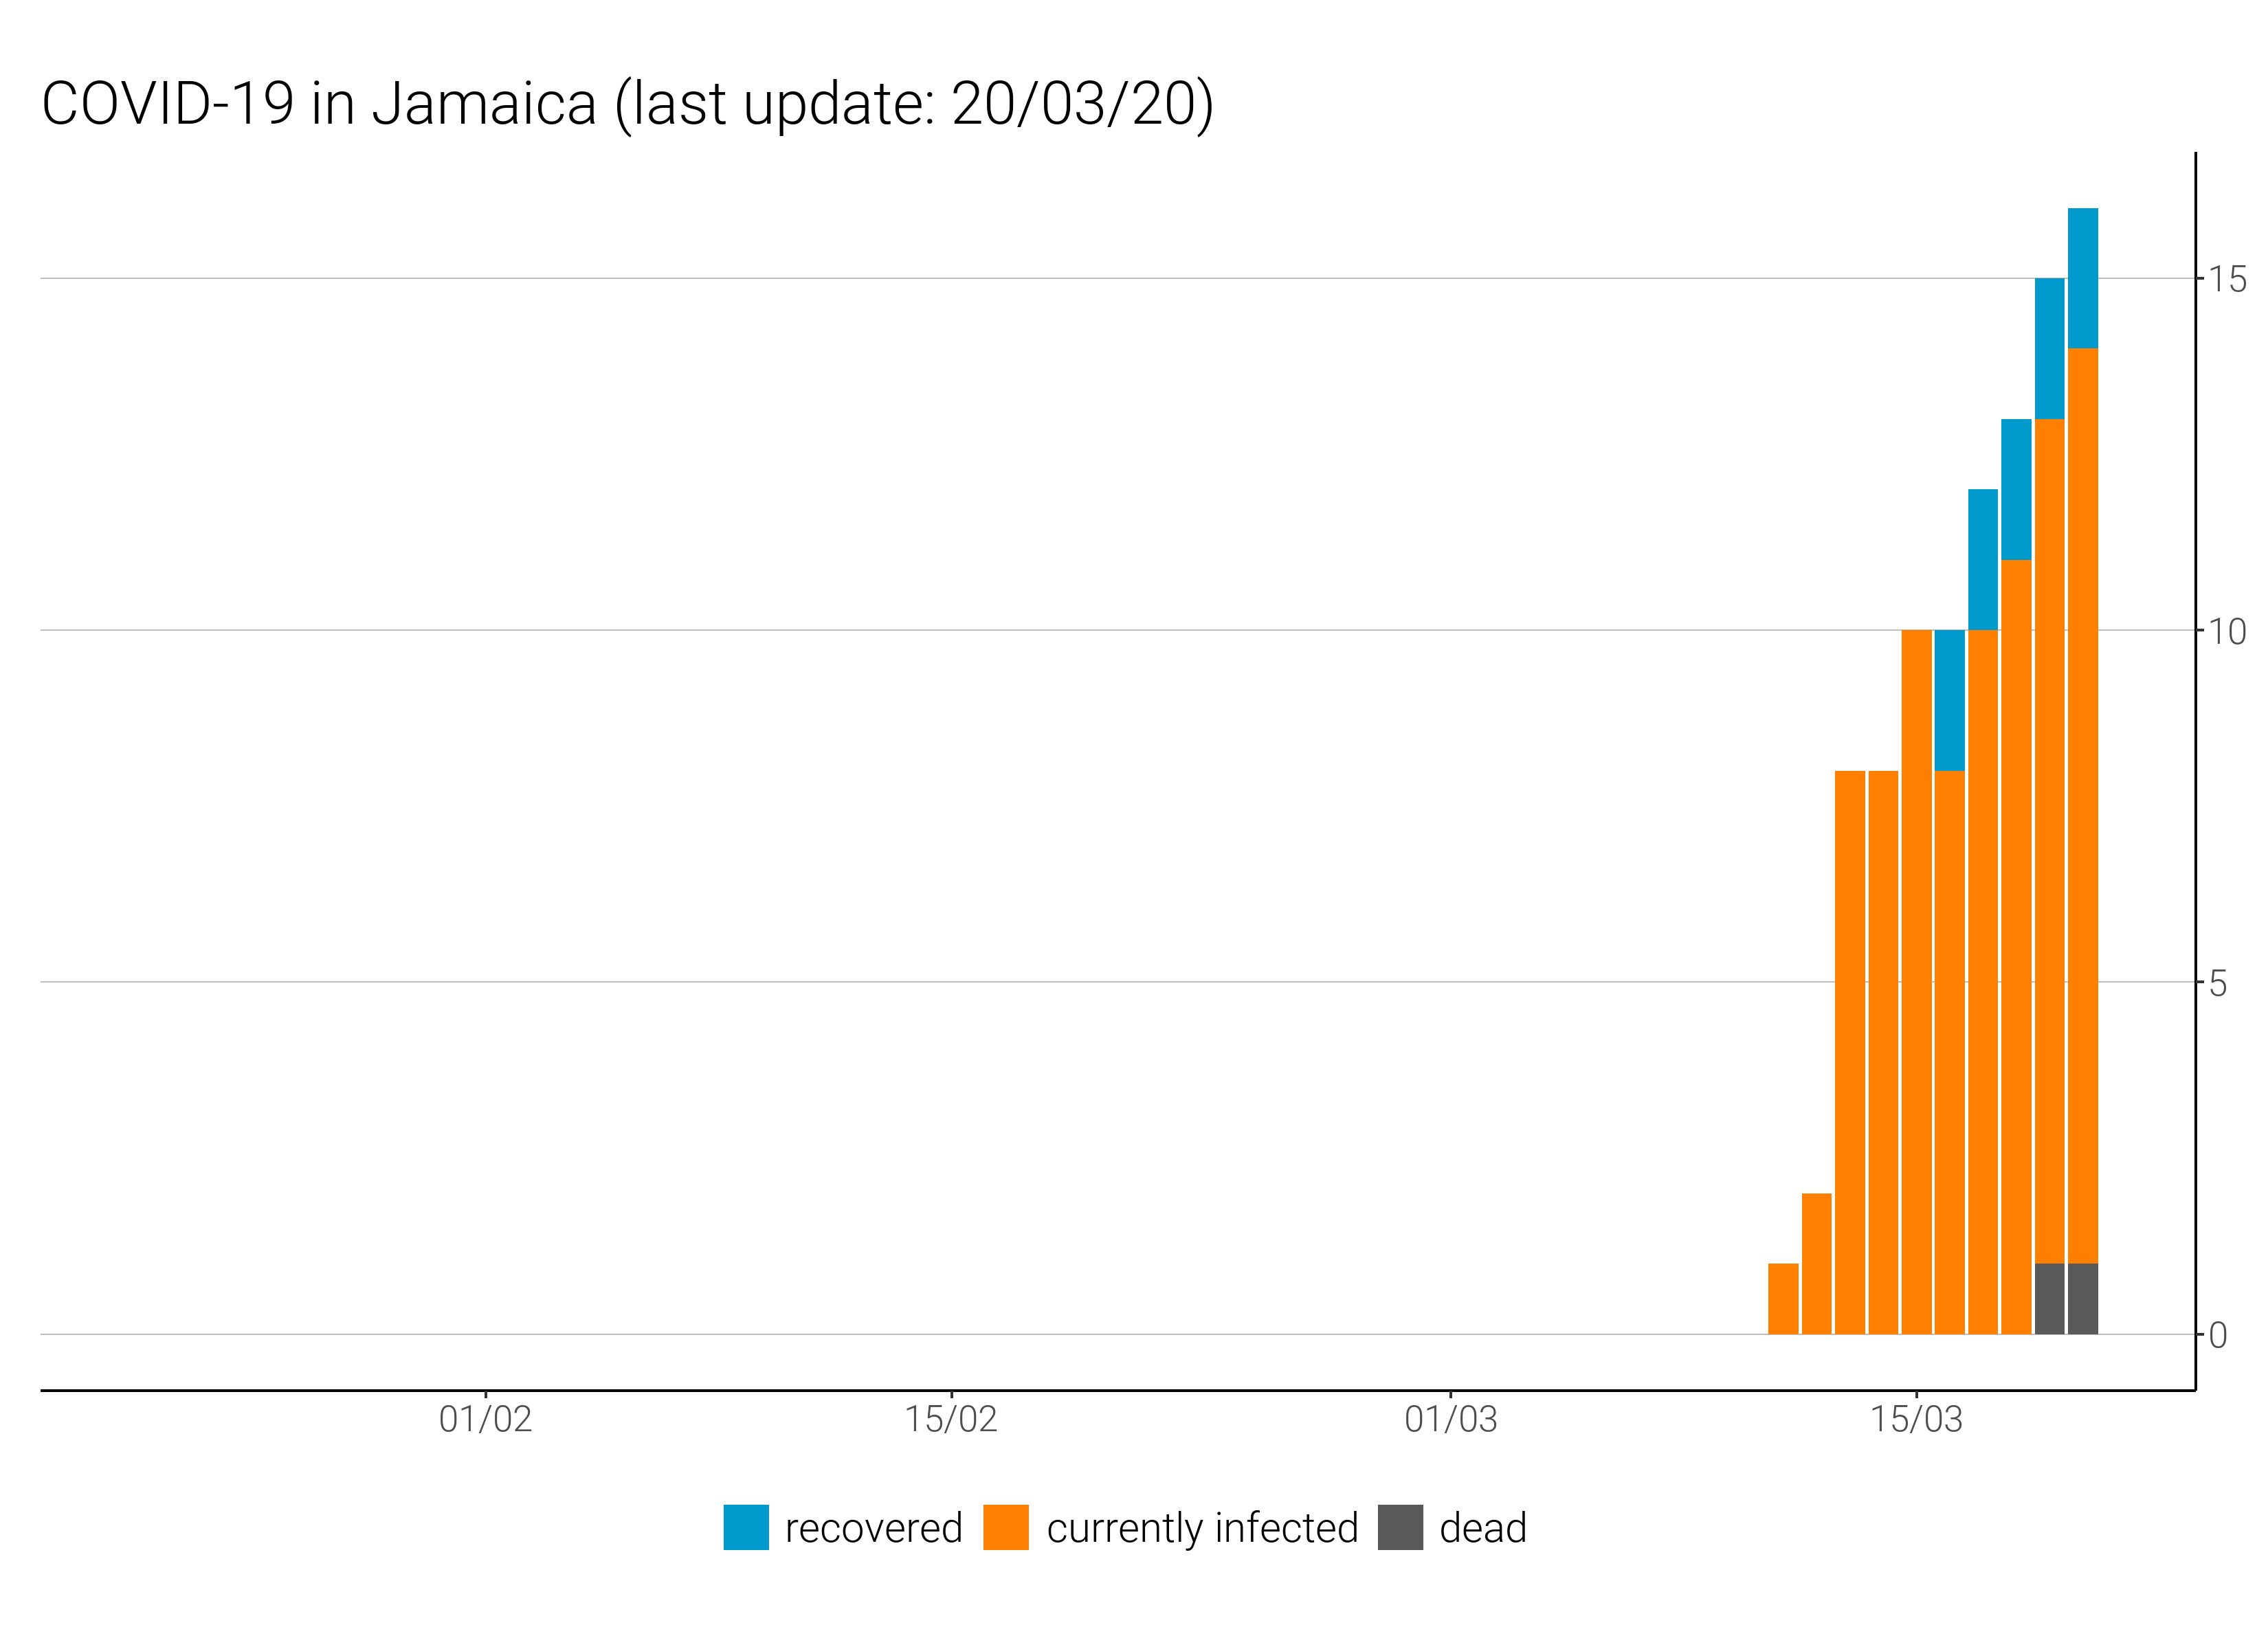 COVID-19 in Jamaica (last update: 20/03/20)
15
10
5
0
01/02 15/02 01/03 15/03
recovered currently infected dead